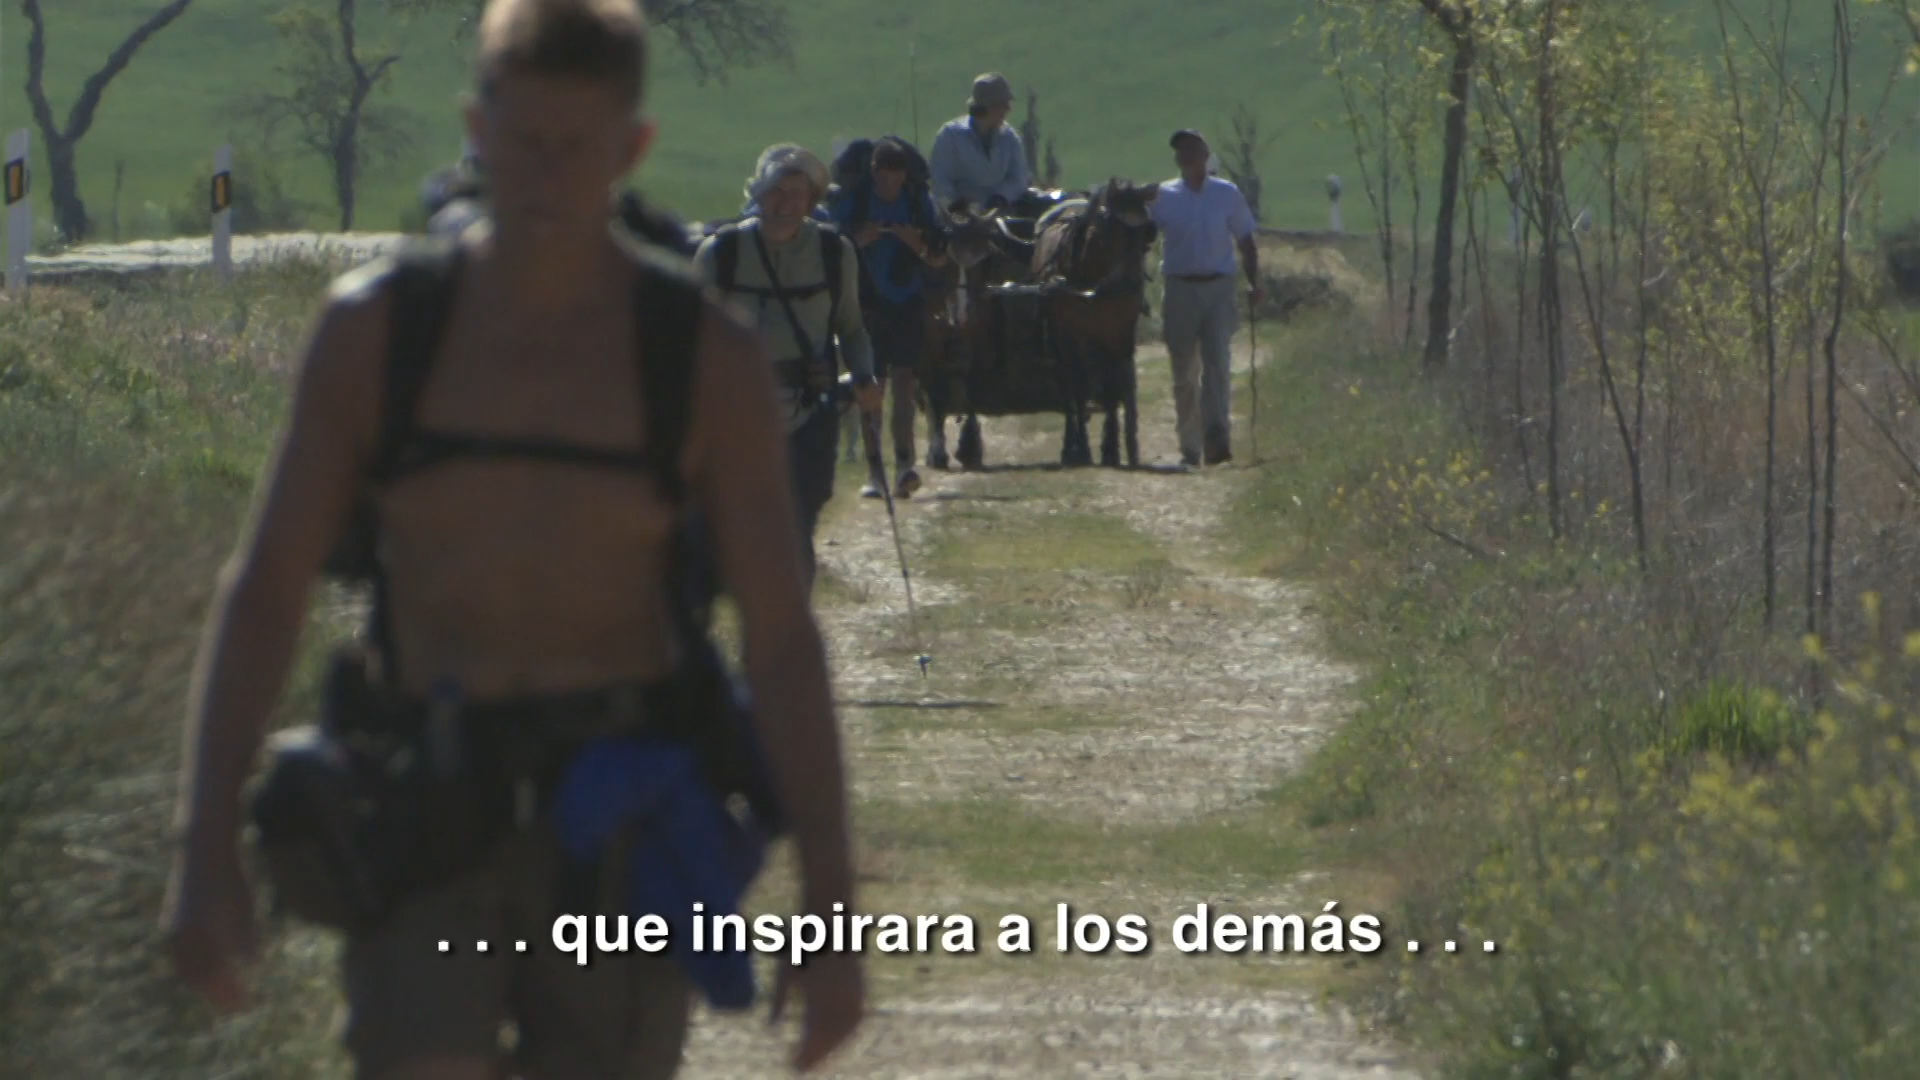 . . . que inspirara a los demás . . .